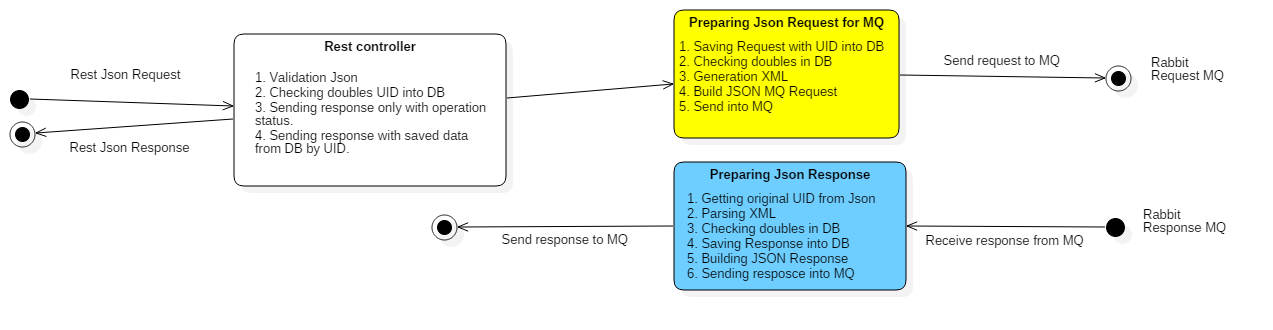 Rest Json Request
Rest Json Response
Rest controller
1. Validation Json
2. Checking doubles UID into DB
3. Sending response only with operation
status.
4. Sending response with saved data
from DB by UID.
Preparing Json Request for MQ
1. Saving Request with UID into DB
2. Checking doubles in DB
3. Generation XML
4. Build JSON MQ Request
5. Send into MQ
Send request to MQ
Rabbit
Request MQ
Preparing Json Response
1. Getting original UID from Json
2. Parsing XML
3. Checking doubles in DB
4. Saving Response into DB
5. Building JSON Response
6. Sending resposce into MQ
Send response to MQ
Receive response from MQ
Rabbit
Response MQ